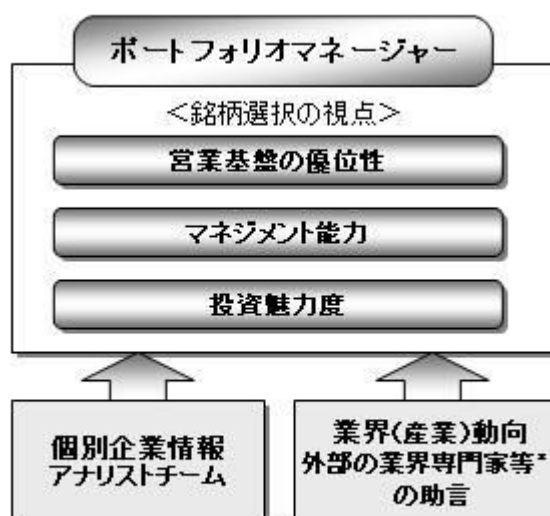 ポートフォリオマネージャー
＜銘柄選択の視点＞
営業基盤の優位性
マネジメント能力
投資魅力度
個別企業情報
アナリストチーム
業界(産業)動向
外部の業界専門家等*
の助言